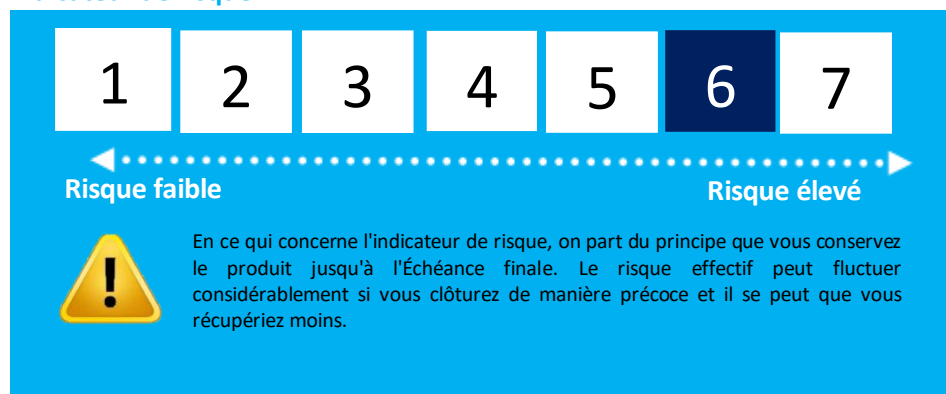 1 2 3 4 5 6 7
Risque faible Risque élevé
En ce qui concerne l'indicateur de risque, on part du principe que vous conservez
le produit jusqu'à l'Échéance finale. Le risque effectif peut fluctuer
considérablement si vous clôturez de manière précoce et il se peut que vous
récupériez moins.